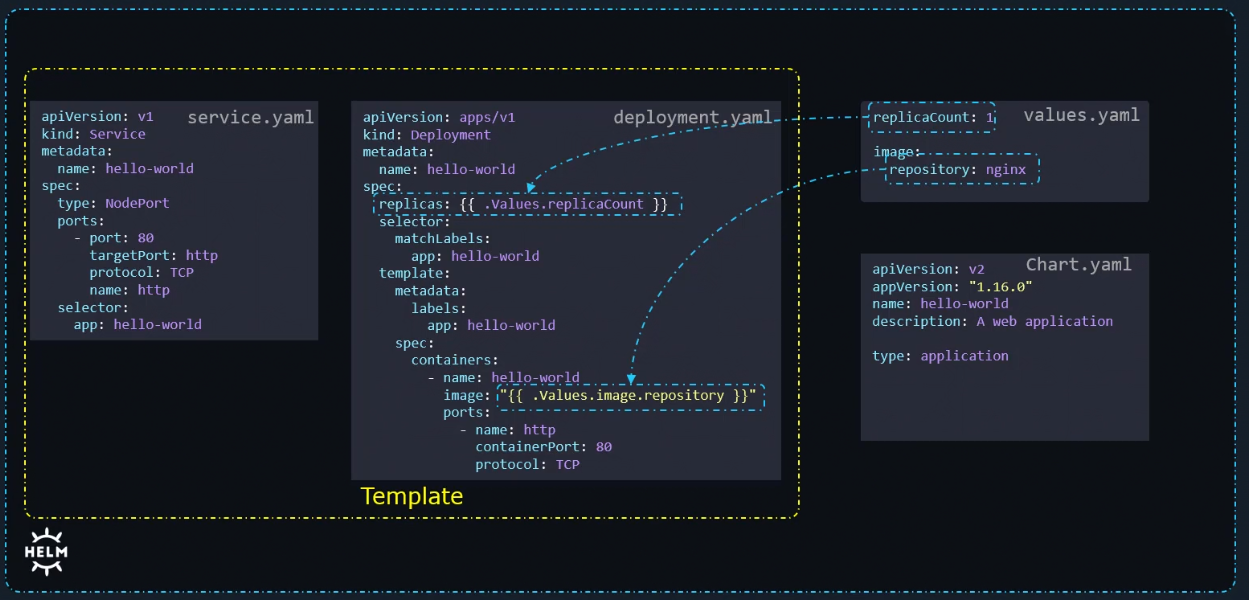 service.yaml
apiVersion: v1
kind: Service
metadata:
  name: hello-world
spec:
  type: NodePort
  ports:
    - port: 80
      targetPort: http
      protocol: TCP
      name: http
  selector:
    app: hello-world
deployment.yaml
apiVersion: apps/v1
kind: Deployment
metadata:
  name: hello-world
spec:
  replicas: {{ .Values.replicaCount }}
  selector:
    matchLabels:
      app: hello-world
  template:
    metadata:
      labels:
        app: hello-world
    spec:
      containers:
        - name: hello-world
          image: "{{ .Values.image.repository }}"
          ports:
            - name: http
              containerPort: 80
              protocol: TCP
Template
values.yaml
replicaCount: 1
image:
  repository: nginx
Chart.yaml
apiVersion: v2
appVersion: "1.16.0"
name: hello-world
description: A web application
type: application
HELM